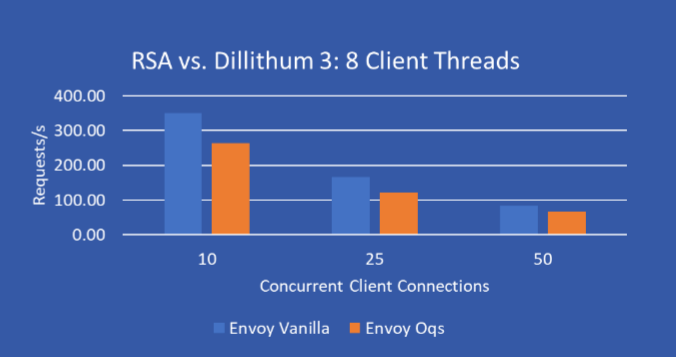 RSA vs. Dillithum 3: 8 Client Threads
400.00
300.00
200.00
100.00
0.00
Requests/s
10 25 50
Concurrent Client Connections
Envoy Vanilla Envoy Oqs